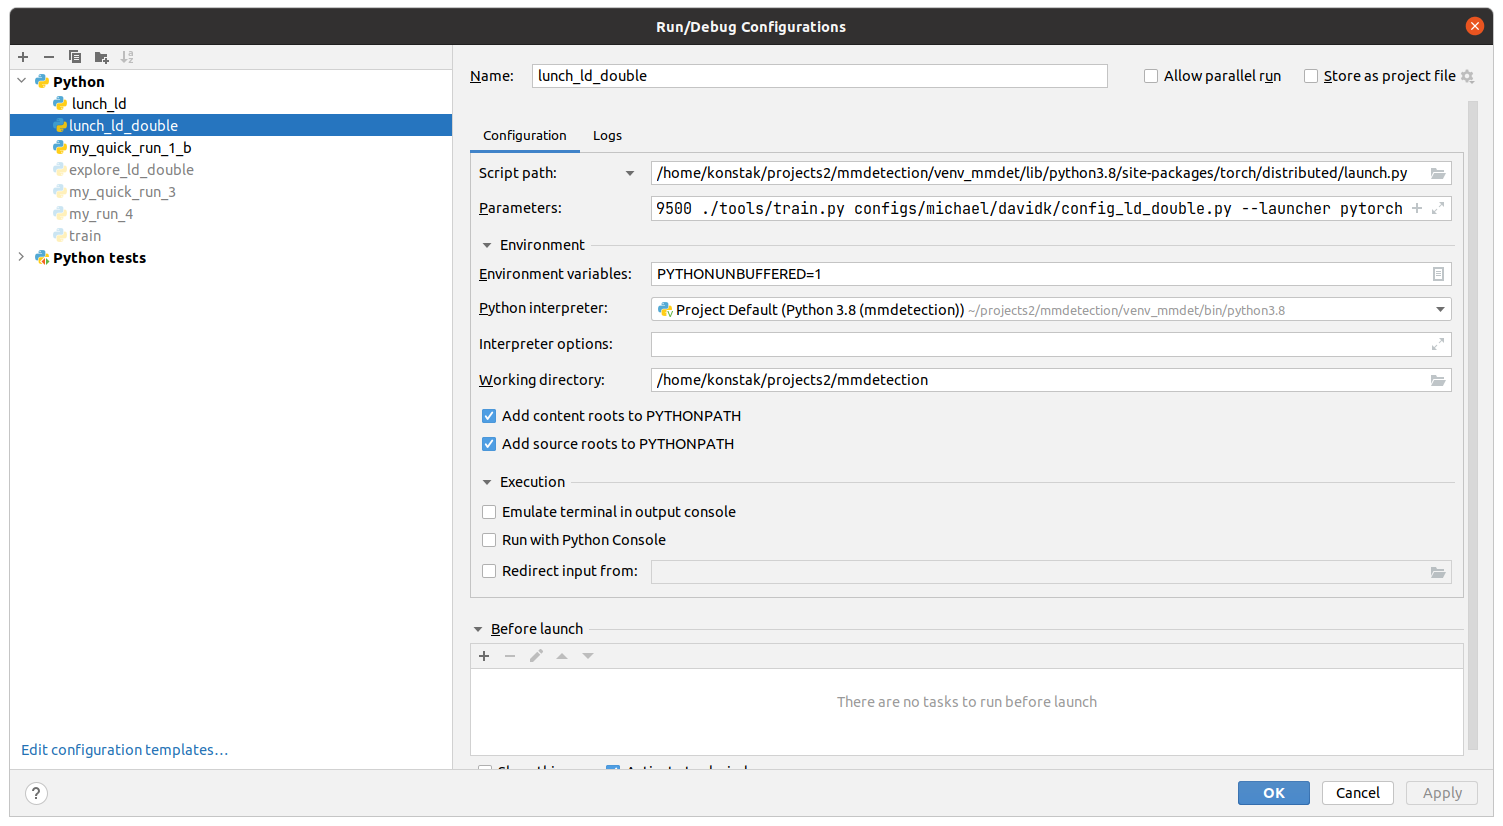 Run/Debug Configurations
Python
lunch_ld
lunch_ld_double
my_quick_run_1_b
explore_ld_double
my_quick_run_3
my_run_4
train
Python tests
Edit configuration templates...
Name: lunch_ld_double
Allow parallel run
Store as project file
Configuration Logs
Script path: /home/konstak/projects2/mmdetection/venv_mmdet/lib/python3.8/site-packages/torch/distributed/launch.py
Parameters: 9500 ./tools/train.py configs/michael/davidk/config_ld_double.py --launcher pytorch
Environment
Environment variables: PYTHONUNBUFFERED=1
Python interpreter: Project Default (Python 3.8 (mmdetection)) ~/projects2/mmdetection/venv_mmdet/bin/python3.8
Interpreter options:
Working directory: /home/konstak/projects2/mmdetection
Add content roots to PYTHONPATH
Add source roots to PYTHONPATH
Execution
Emulate terminal in output console
Run with Python Console
Redirect input from:
Before launch
There are no tasks to run before launch
? OK Cancel Apply